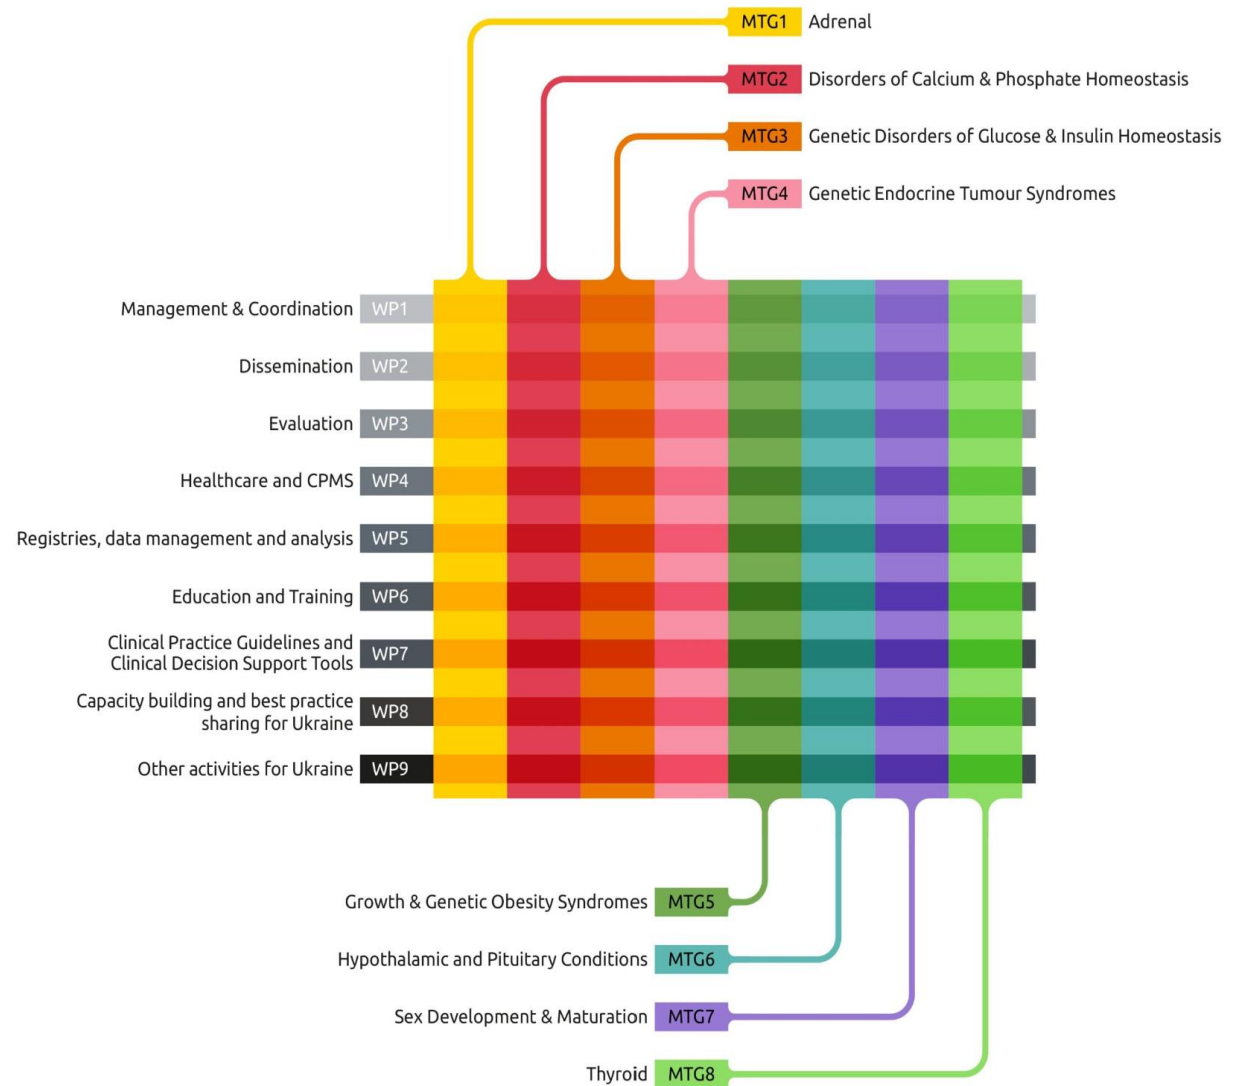 MTG1 Adrenal
MTG2 Disorders of Calcium & Phosphate Homeostasis
MTG3 Genetic Disorders of Glucose & Insulin Homeostasis
MTG4 Genetic Endocrine Tumour Syndromes
Management & Coordination WP1
Dissemination WP2
Evaluation WP3
Healthcare and CPMS WP4
Registries, data management and analysis WP5
Education and Training WP6
Clinical Practice Guidelines and
Clinical Decision Support Tools WP7
Capacity building and best practice
sharing for Ukraine WP8
Other activities for Ukraine WP9
Growth & Genetic Obesity Syndromes MTG5
Hypothalamic and Pituitary Conditions MTG6
Sex Development & Maturation MTG7
Thyroid MTG8